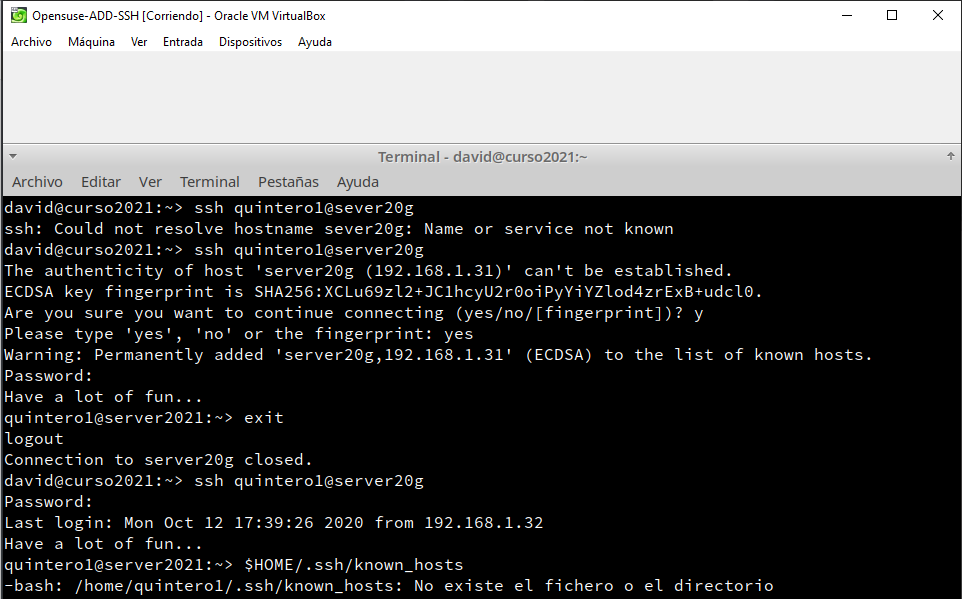 Opensuse-ADD-SSH [Corriendo] - Oracle VM VirtualBox
Archivo Máquina Ver Entrada Dispositivos Ayuda
Terminal - david@curso2021:~
Archivo Editar Ver Terminal Pestañas Ayuda
david@curso2021:~> ssh quintero1@sever20g
ssh: Could not resolve hostname sever20g: Name or service not known
david@curso2021:~> ssh quintero1@server20g
The authenticity of host 'server20g (192.168.1.31)' can't be established.
ECDSA key fingerprint is SHA256:XCLu69zl2+JC1hcyU2r0oiPyYiYZlod4zrExB+udcl0.
Are you sure you want to continue connecting (yes/no/[fingerprint])? y
Please type 'yes', 'no' or the fingerprint: yes
Warning: Permanently added 'server20g,192.168.1.31' (ECDSA) to the list of known hosts.
Password:
Have a lot of fun...
quintero1@server2021:~> exit
logout
Connection to server20g closed.
david@curso2021:~> ssh quintero1@server20g
Password:
Last login: Mon Oct 12 17:39:26 2020 from 192.168.1.32
Have a lot of fun...
quintero1@server2021:~> $HOME/.ssh/known_hosts
-bash: /home/quintero1/.ssh/known_hosts: No existe el fichero o el directorio